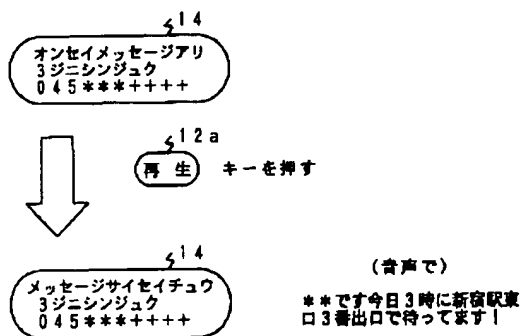 14
オンセイメッセージアリ
3ジニシンジュク
045***++++
12a
再生 キーを押す
14
メッセージサイセイチュウ
3ジニシンジュク
045***++++
(音声で)
**です今日3時に新宿駅東
口3番出口で待ってます!